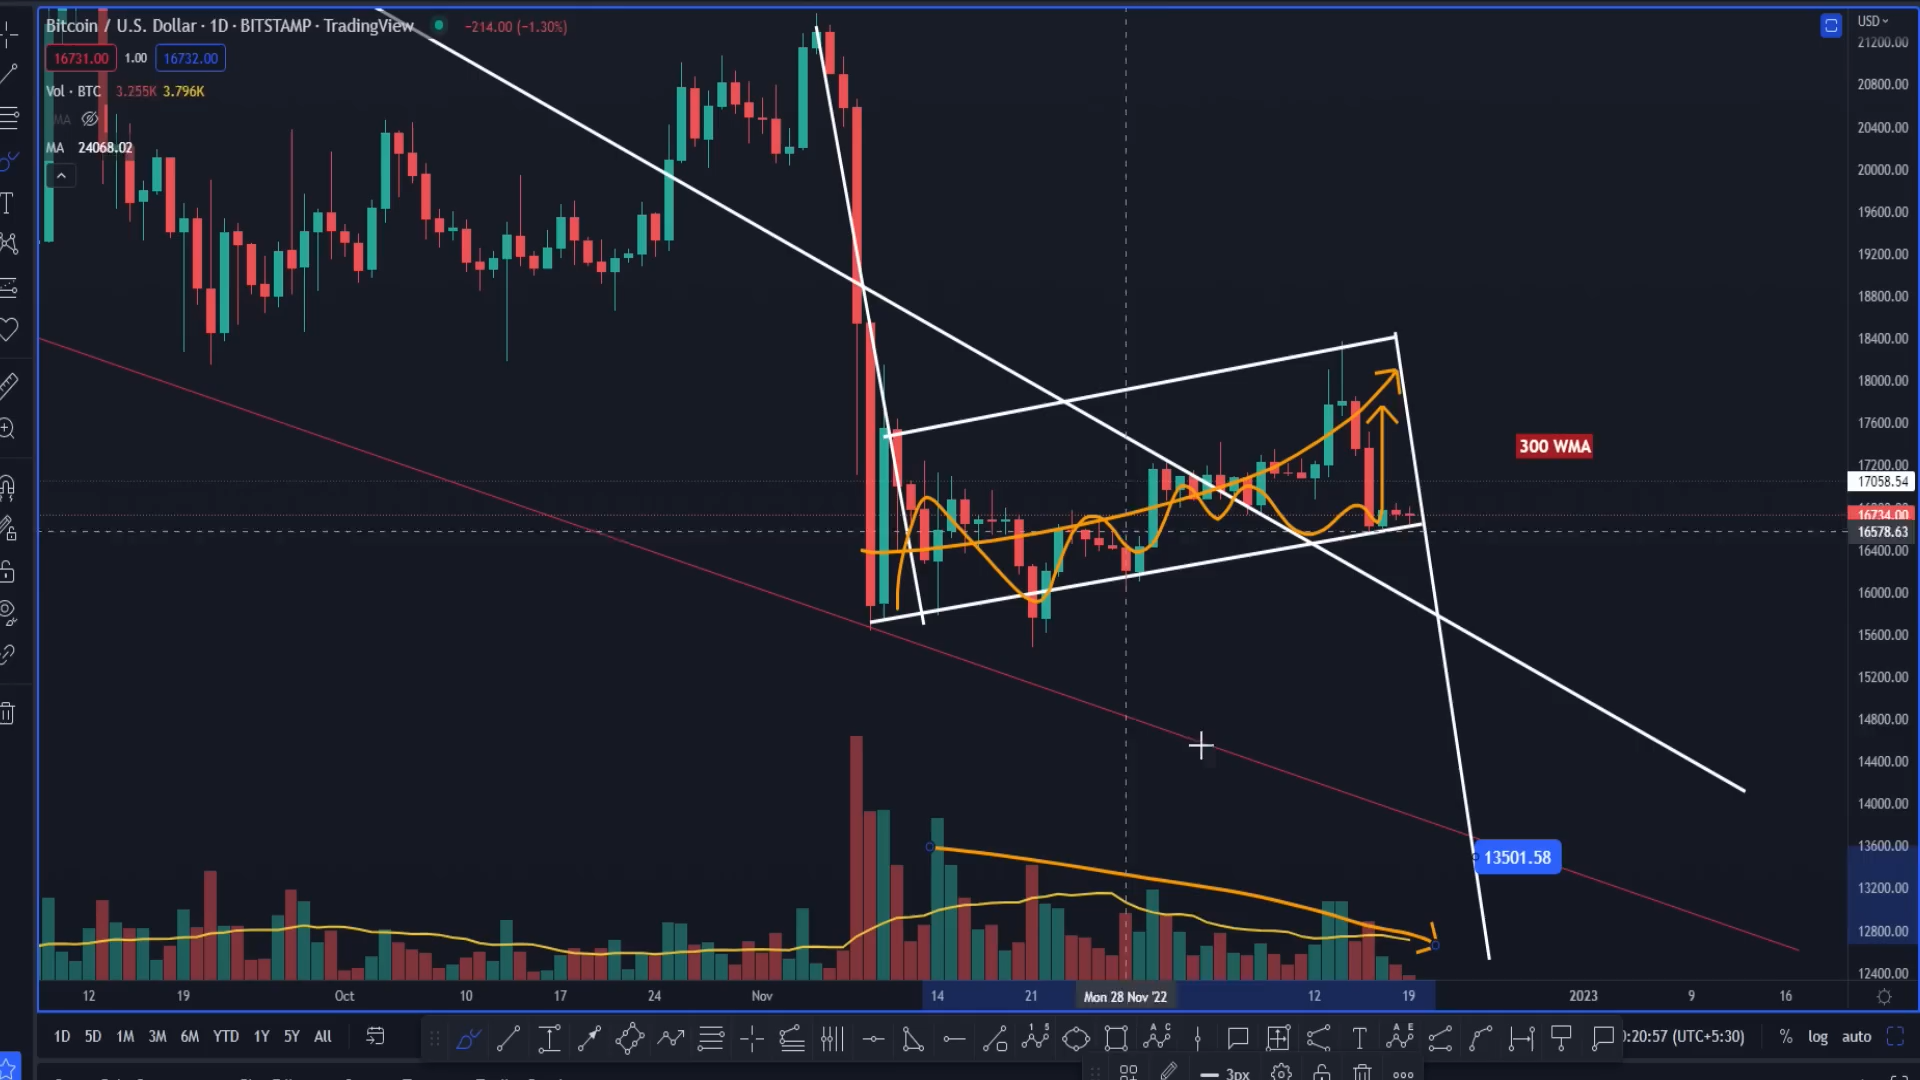 Bitcoin / U.S. Dollar · 1D · BITSTAMP · TradingView −214.00 (−1.30%)
USD
16731.00 1.00 16732.00
Vol · BTC 3.255K 3.796K
MA
MA 24068.02
21200.00
20800.00
20400.00
20000.00
19600.00
19200.00
18800.00
18400.00
18000.00
17600.00
300 WMA
17200.00
17058.54
16734.00
16578.63
16400.00
16000.00
15600.00
15200.00
14800.00
14400.00
14000.00
13600.00
13501.58
13200.00
12800.00
12400.00
12 19 Oct 10 17 24 Nov 14 21 Mon 28 Nov '22 12 19 2023 9 16
1D 5D 1M 3M 6M YTD 1Y 5Y All
:20:57 (UTC+5:30) % log auto
3px